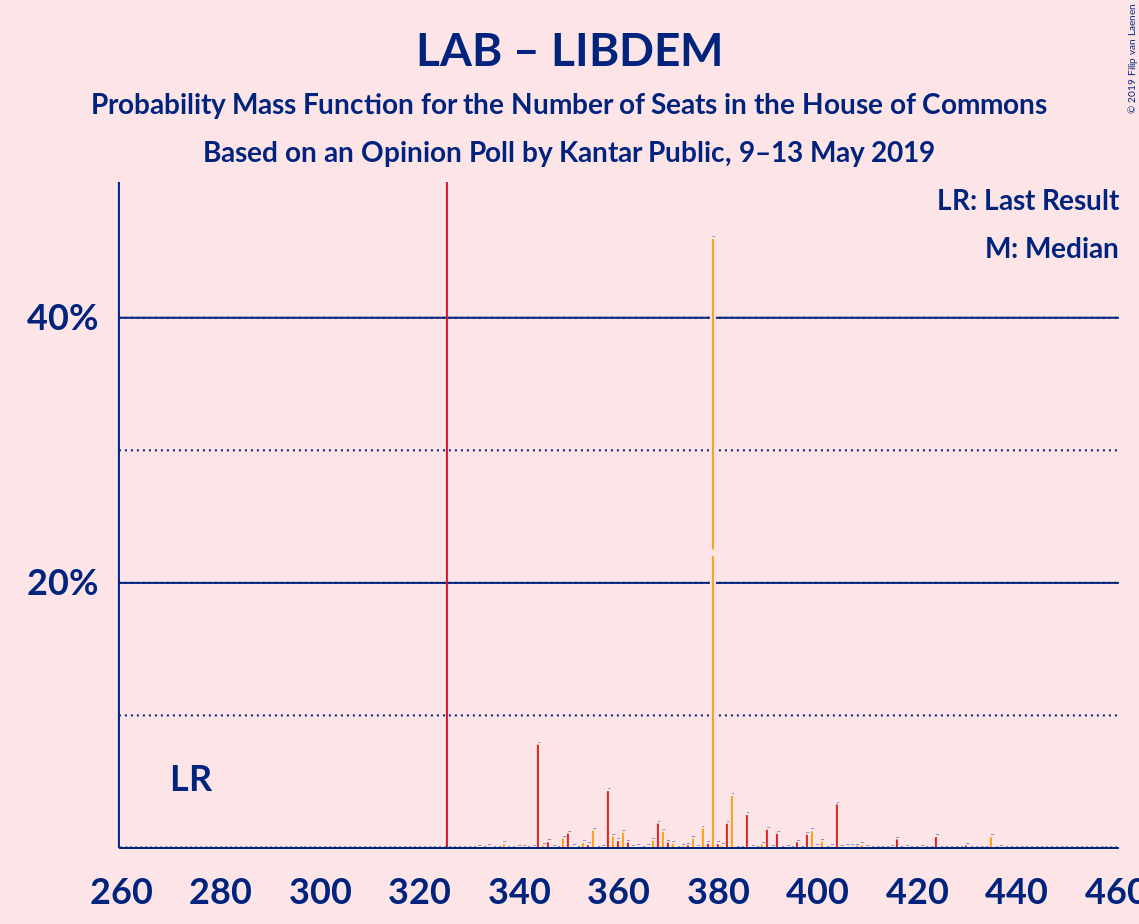 LAB – LIBDEM
Probability Mass Function for the Number of Seats in the House of Commons
Based on an Opinion Poll by Kantar Public, 9–13 May 2019
© 2019 Filip van Laenen
LR: Last Result
M: Median
40%
20%
LR
260 280 300 320 340 360 380 400 420 440 460